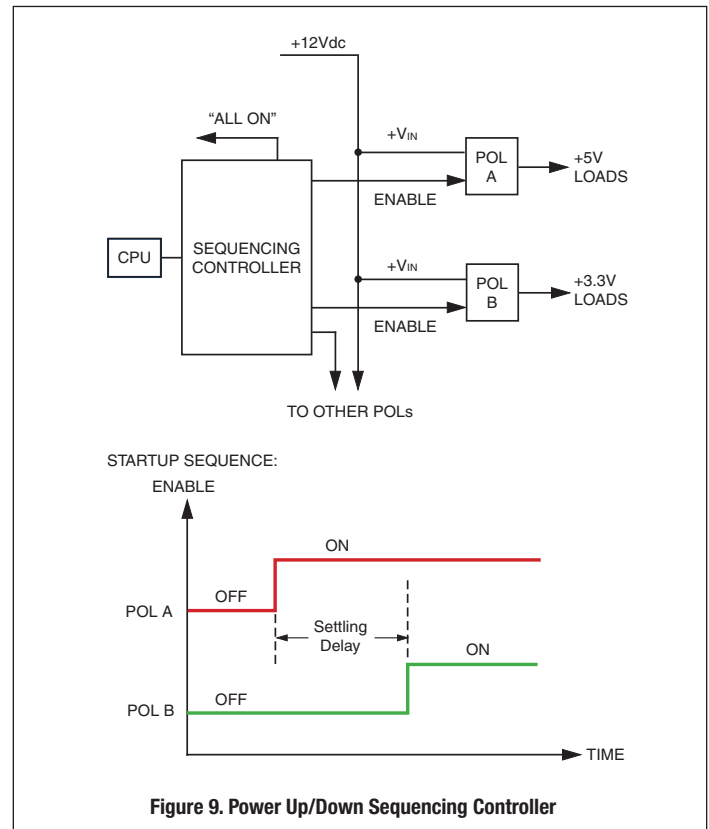 +12Vdc
“ALL ON”
+VIN
POL
A
+5V
LOADS
ENABLE
CPU
SEQUENCING
CONTROLLER
+VIN
POL
B
+3.3V
LOADS
ENABLE
TO OTHER POLs
STARTUP SEQUENCE:
ENABLE
ON
OFF
POL A
Settling
Delay
ON
OFF
POL B
TIME
Figure 9. Power Up/Down Sequencing Controller